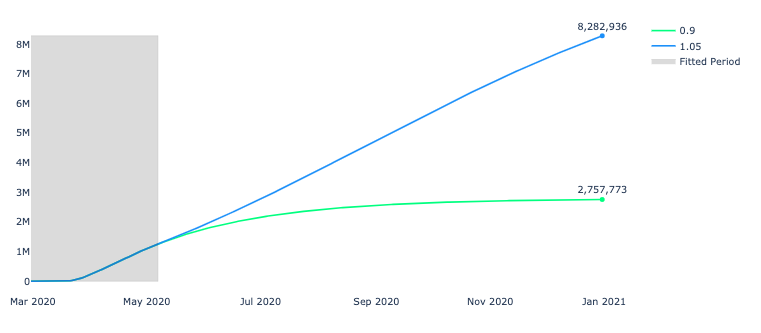 8,282,936
0.9
1.05
Fitted Period
8M
7M
6M
5M
4M
3M
2,757,773
2M
1M
0
Mar 2020
May 2020
Jul 2020
Sep 2020
Nov 2020
Jan 2021